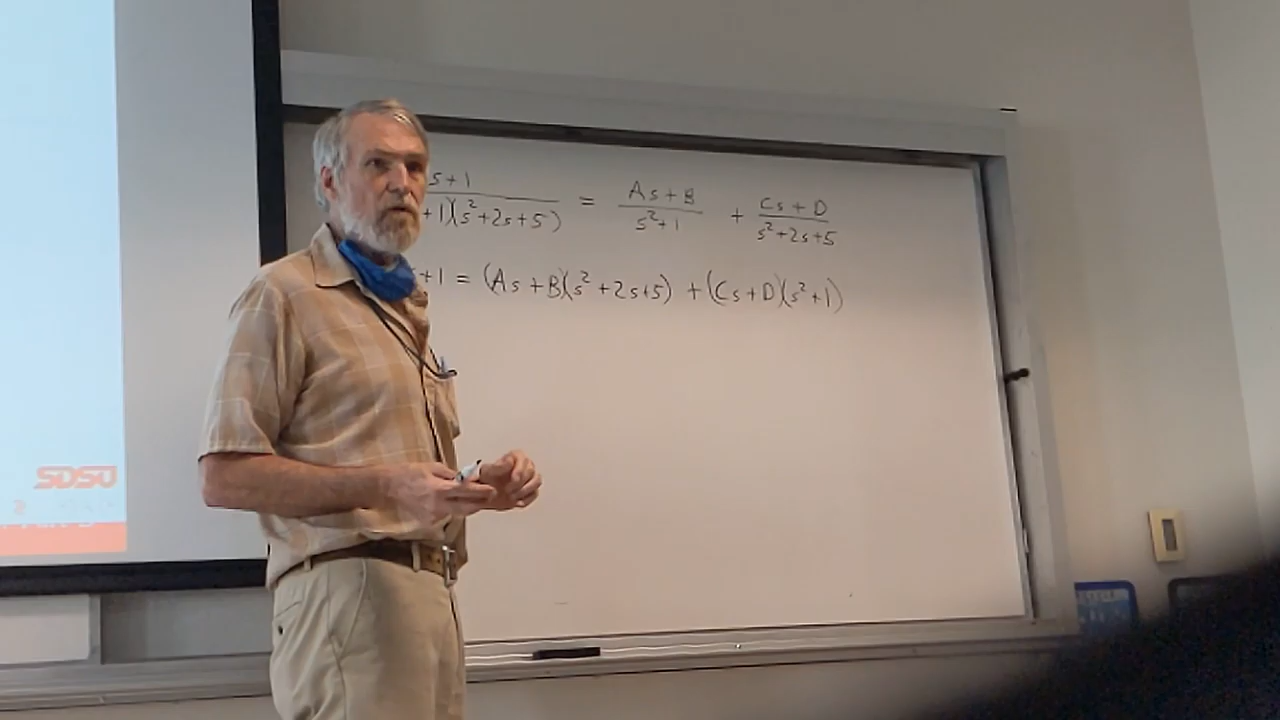 s+1 / +1)(s²+2s+5) = As+B / s²+1 + Cs+D / s²+2s+5
+1 = (As+B)(s²+2s+5) + (Cs+D)(s²+1)
SDSU
2